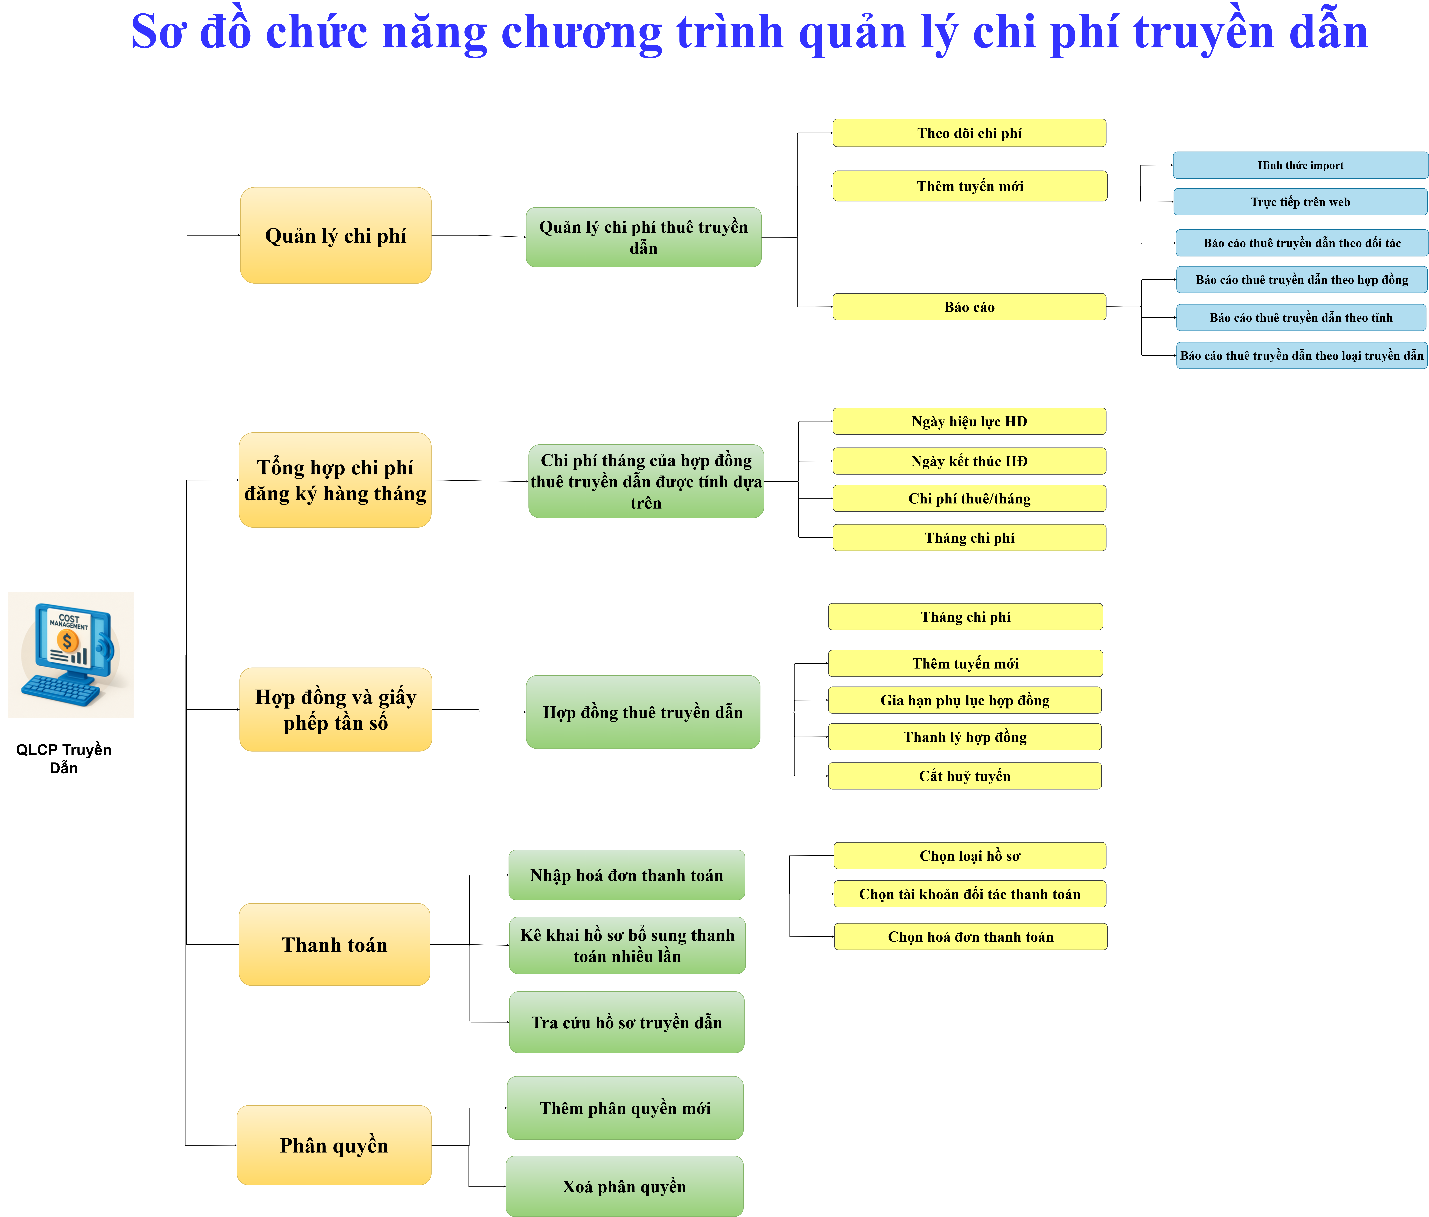 Sơ đồ chức năng chương trình quản lý chi phí truyền dẫn
Theo dõi chi phí
Thêm tuyến mới
Hình thức import
Trực tiếp trên web
Quản lý chi phí
Quản lý chi phí thuê truyền
dẫn
Báo cáo thuê truyền dẫn theo đối tác
Báo cáo thuê truyền dẫn theo hợp đồng
Báo cáo
Báo cáo thuê truyền dẫn theo tỉnh
Báo cáo thuê truyền dẫn theo loại truyền dẫn
Tổng hợp chi phí
đăng ký hàng tháng
Chi phí tháng của hợp đồng
thuê truyền dẫn được tính dựa
trên
Ngày hiệu lực HĐ
Ngày kết thúc HĐ
Chi phí thuê/tháng
Tháng chi phí
COST
MANAGEMENT
$
QLCP Truyền
Dẫn
Hợp đồng và giấy
phép tần số
Hợp đồng thuê truyền dẫn
Tháng chi phí
Thêm tuyến mới
Gia hạn phụ lục hợp đồng
Thanh lý hợp đồng
Cắt huỷ tuyến
Thanh toán
Nhập hoá đơn thanh toán
Kê khai hồ sơ bổ sung thanh
toán nhiều lần
Tra cứu hồ sơ truyền dẫn
Chọn loại hồ sơ
Chọn tài khoản đối tác thanh toán
Chọn hoá đơn thanh toán
Phân quyền
Thêm phân quyền mới
Xoá phân quyền